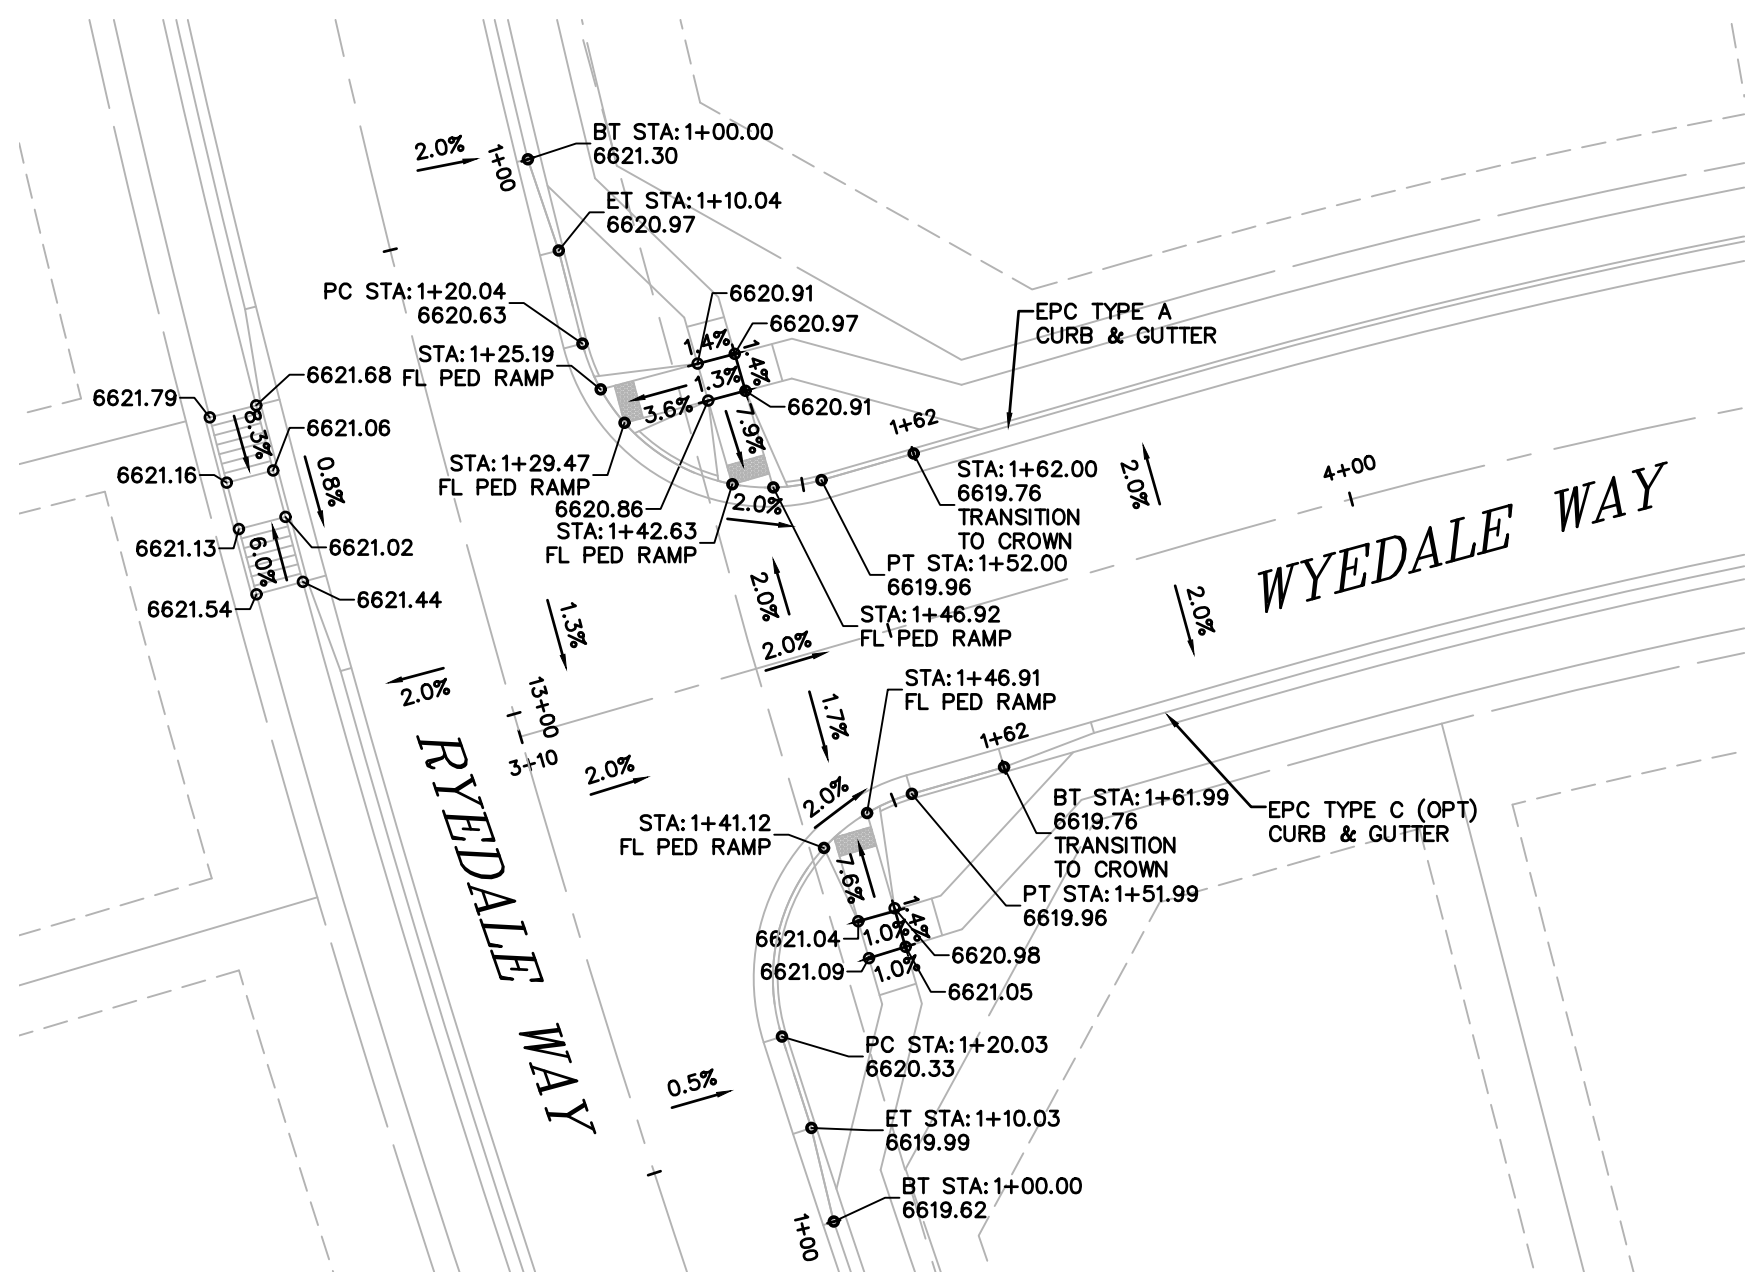 BT STA:1+00.00
6621.30
2.0%
1+00
ET STA:1+10.04
6620.97
PC STA:1+20.04
6620.63
6620.91
6620.97
EPC TYPE A
CURB & GUTTER
STA:1+25.19
FL PED RAMP
1.4%
1.4%
1.3%
3.6%
7.9%
6620.91
6621.79
6621.68
8.3%
6621.06
6621.16
0.8%
1+62
STA:1+29.47
FL PED RAMP
6620.86
STA:1+42.63
FL PED RAMP
2.0%
STA:1+62.00
6619.76
TRANSITION
TO CROWN
2.0%
4+00
WYEDALE WAY
6621.13
6621.02
6.0%
6621.54
6621.44
PT STA:1+52.00
6619.96
STA:1+46.92
FL PED RAMP
2.0%
2.0%
2.0%
1.3%
2.0%
13+00
3+10
RYEDALE WAY
STA:1+46.91
FL PED RAMP
1.7%
1+62
2.0%
2.0%
STA:1+41.12
FL PED RAMP
BT STA:1+61.99
6619.76
TRANSITION
TO CROWN
EPC TYPE C (OPT)
CURB & GUTTER
PT STA:1+51.99
6619.96
7.6%
1.4%
1.0%
1.0%
6621.04
6621.09
6620.98
6621.05
PC STA:1+20.03
6620.33
0.5%
ET STA:1+10.03
6619.99
BT STA:1+00.00
6619.62
1+00